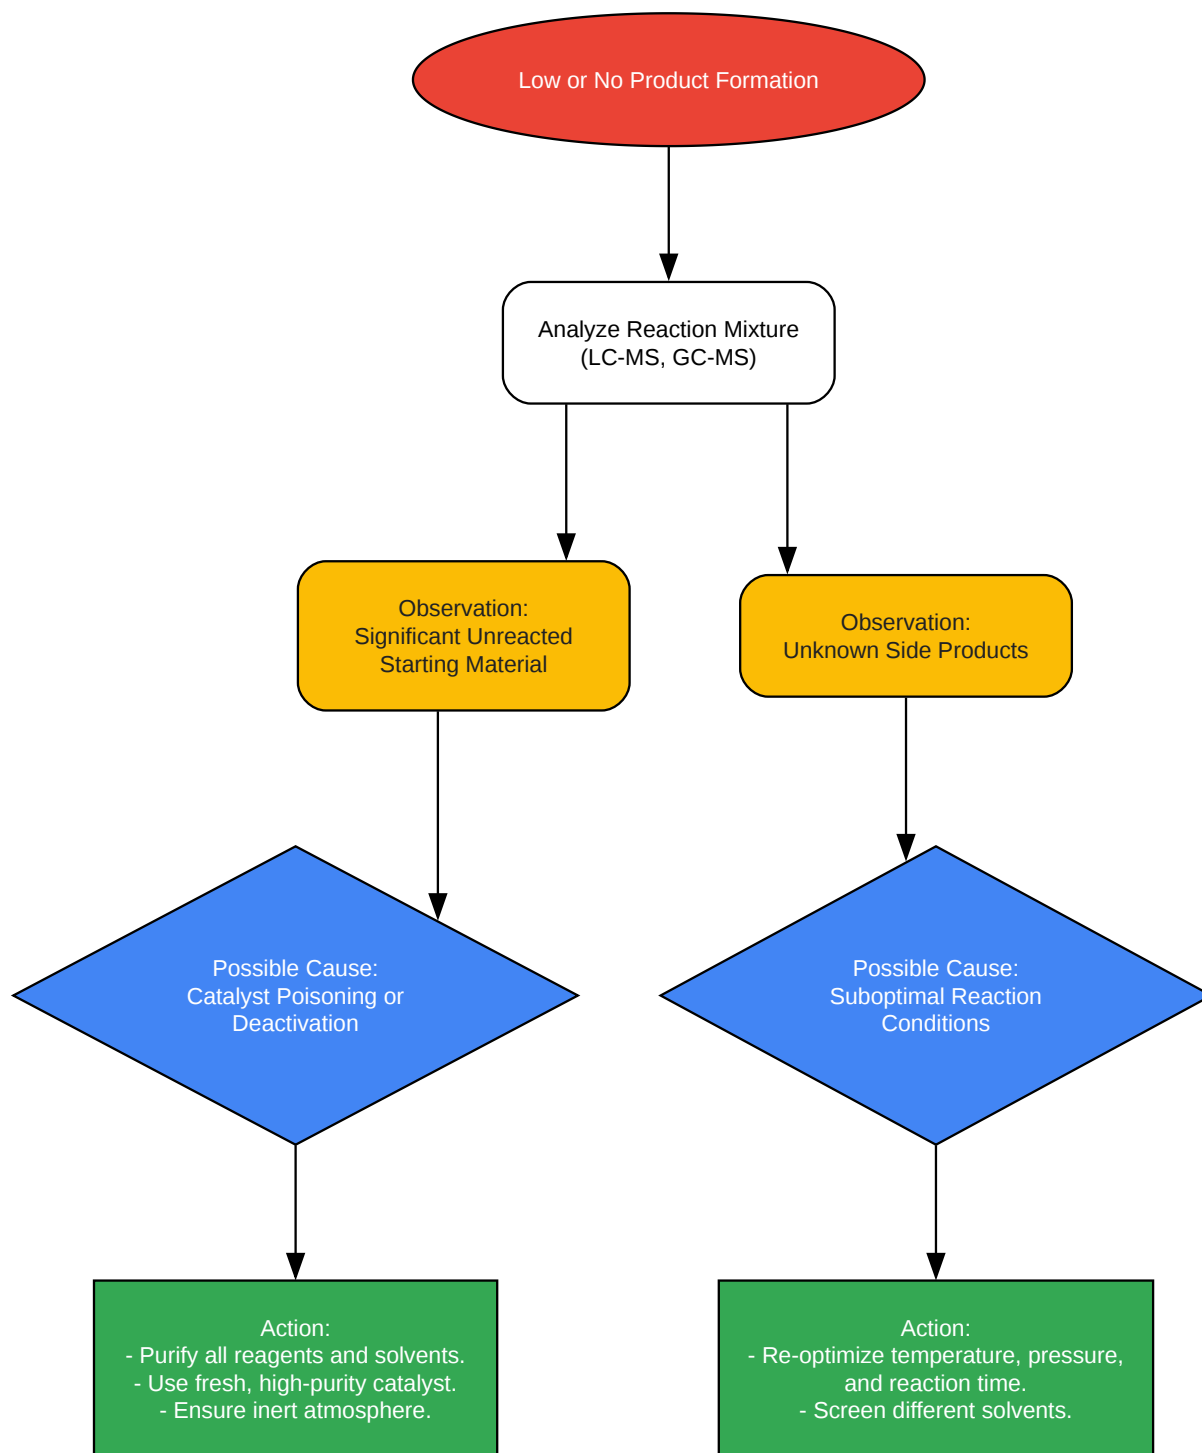 Low or No Product Formation
Analyze Reaction Mixture
(LC-MS, GC-MS)
Observation:
Significant Unreacted
Starting Material
Observation:
Unknown Side Products
Possible Cause:
Catalyst Poisoning or
Deactivation
Possible Cause:
Suboptimal Reaction
Conditions
Action:
- Purify all reagents and solvents.
- Use fresh, high-purity catalyst.
- Ensure inert atmosphere.
Action:
- Re-optimize temperature, pressure,
and reaction time.
- Screen different solvents.